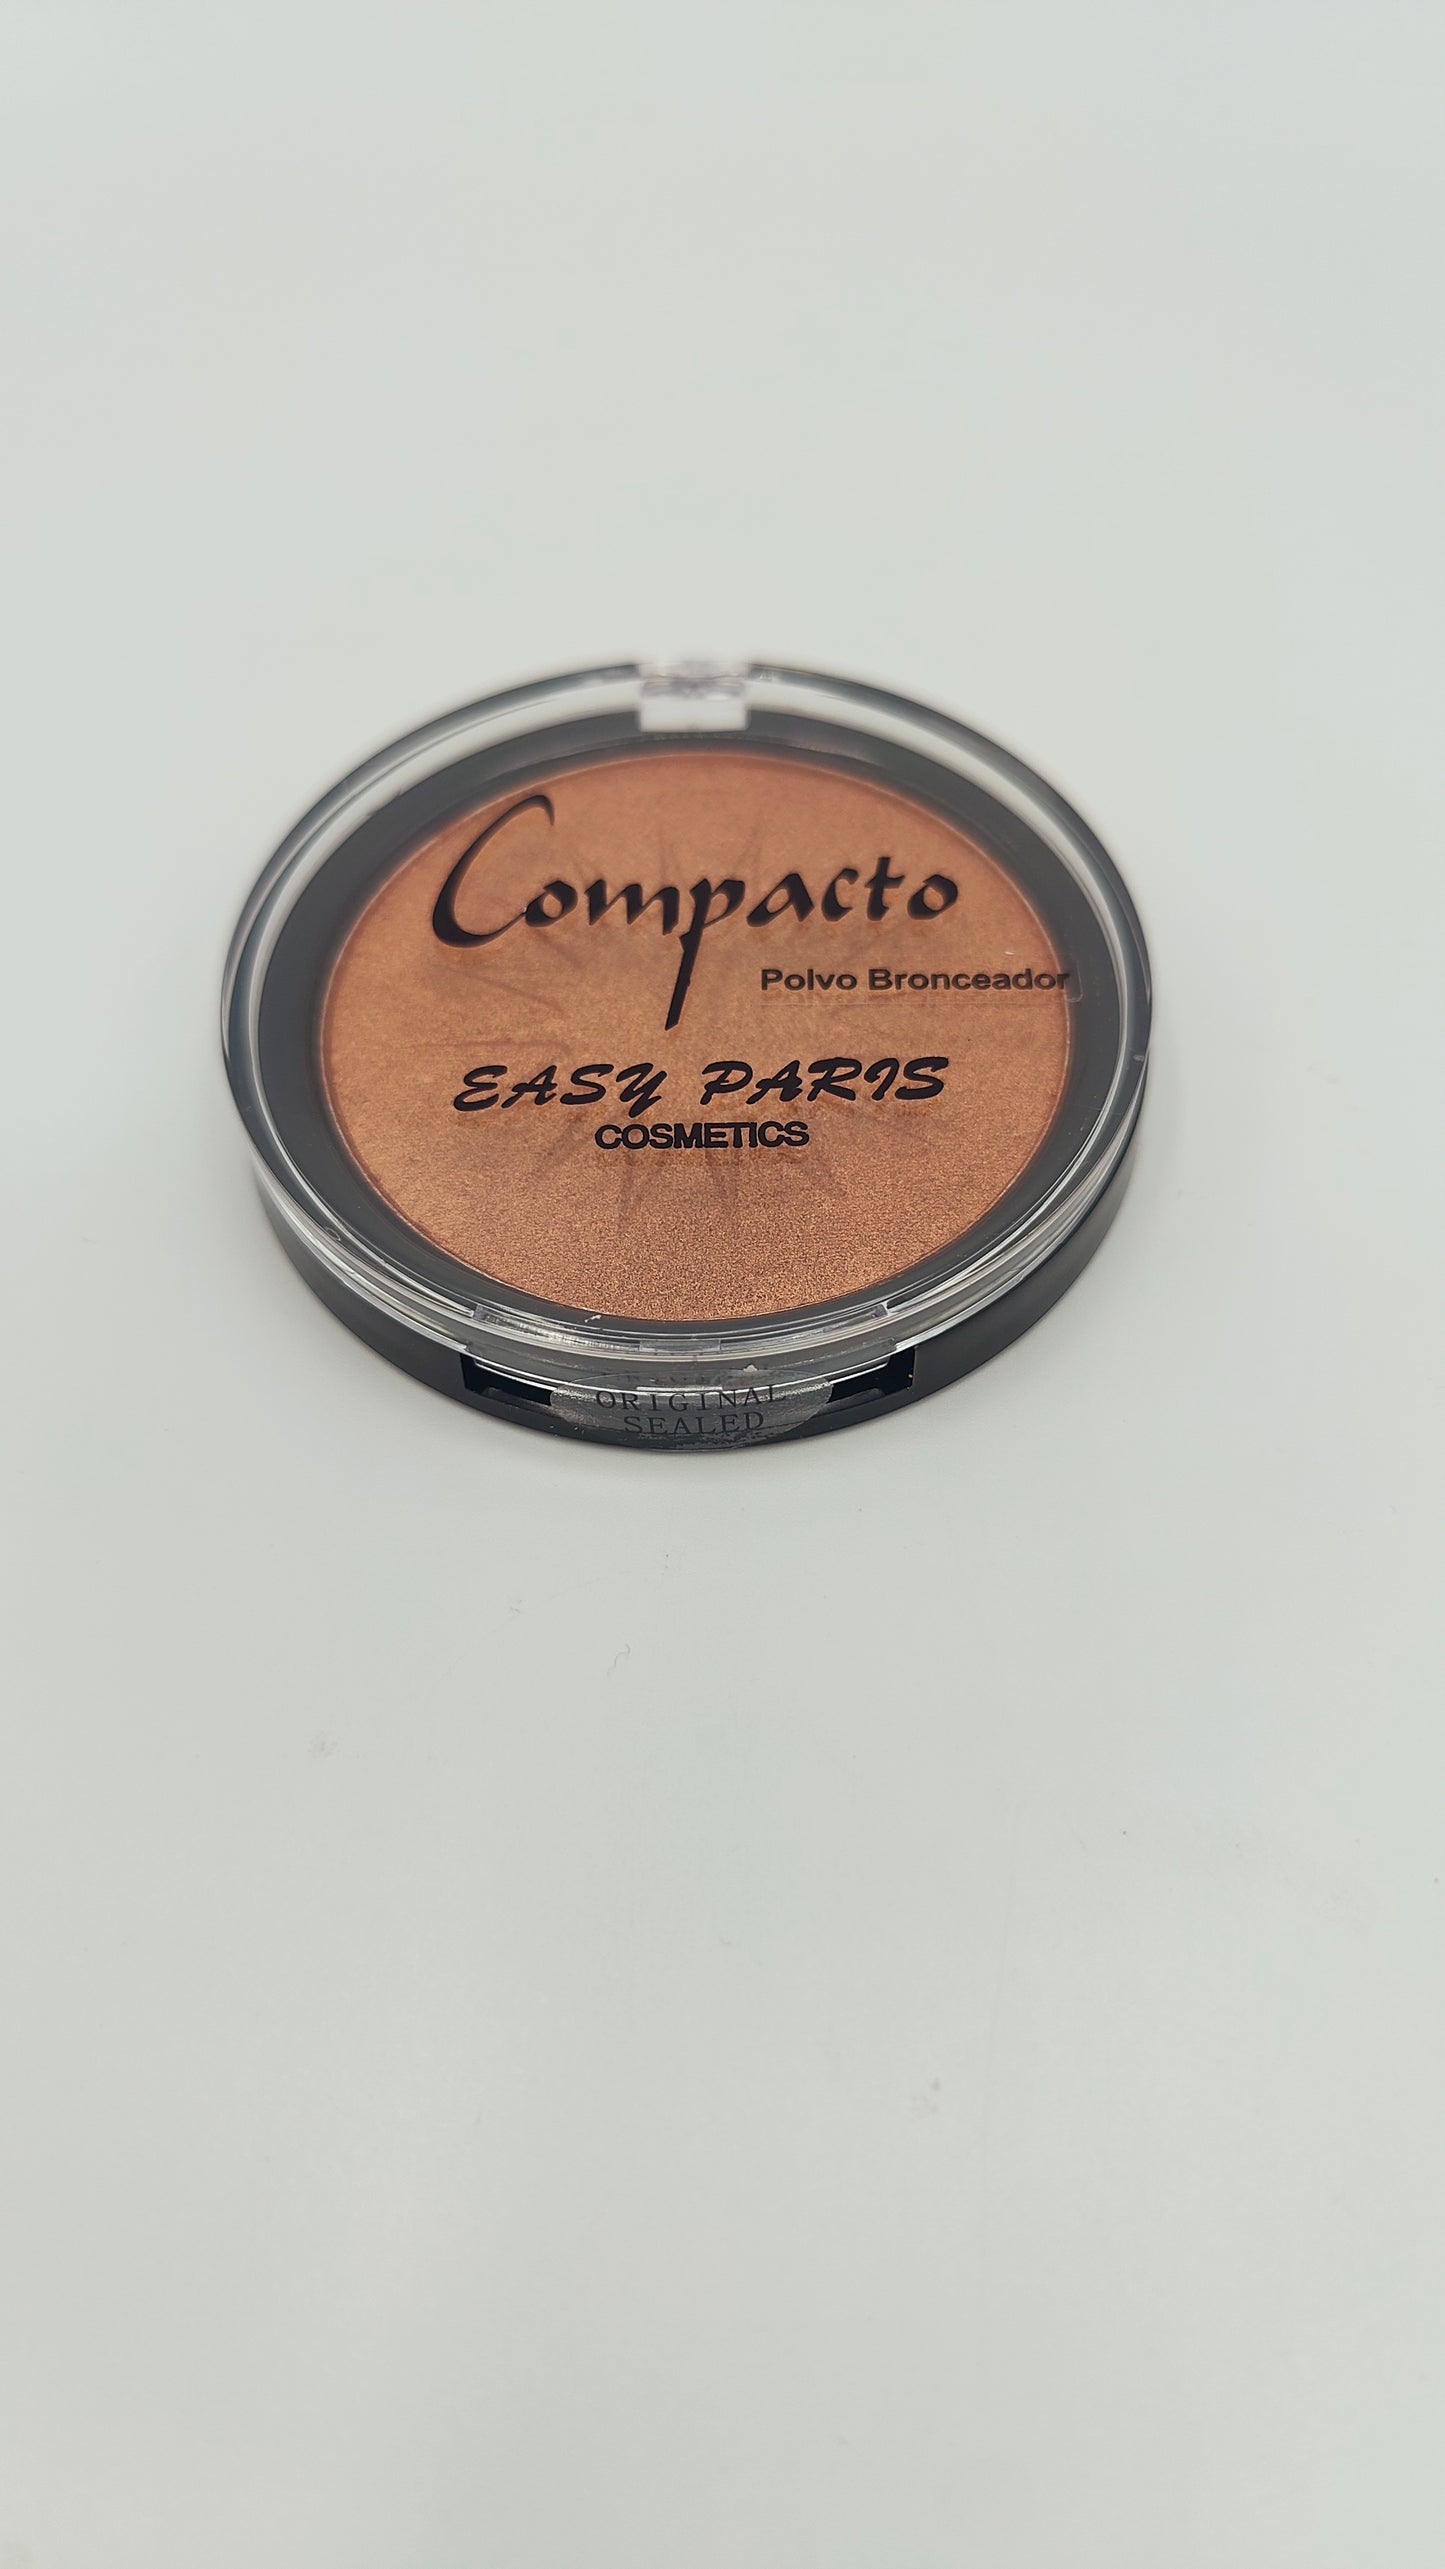 Compacto
Polvo Bronceador
EASY PARIS
COSMETICS
ORIGINAL
SEALED